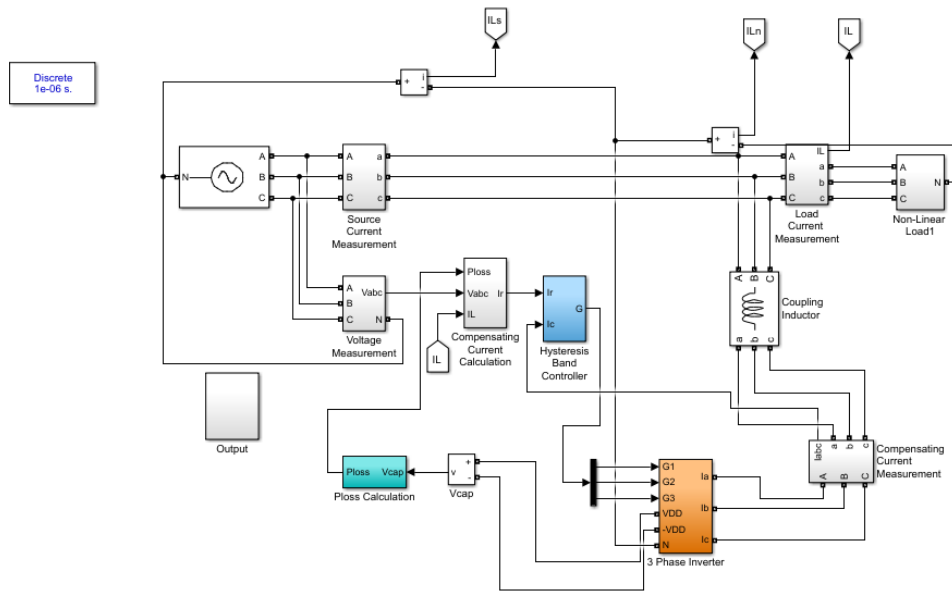 ILs
ILn
IL
Discrete
1e-06 s.
+
i
-
+
i
-
N
A
B
C
A
B
C
a
b
c
Source
Current
Measurement
A
B
C
IL
a
b
c
Load
Current
Measurement
A
B
C
N
Non-Linear
Load1
A
B
C
Vabc
N
Voltage
Measurement
Ploss
Vabc
IL
Ir
Compensating
Current
Calculation
IL
Ir
Ic
G
Hysteresis
Band
Controller
A
B
C
a
b
c
Coupling
Inductor
Output
Iabc
a
b
c
A
B
C
Compensating
Current
Measurement
Ploss
Vcap
Ploss Calculation
+
v
-
Vcap
G1
G2
G3
VDD
-VDD
N
Ia
Ib
Ic
3 Phase Inverter